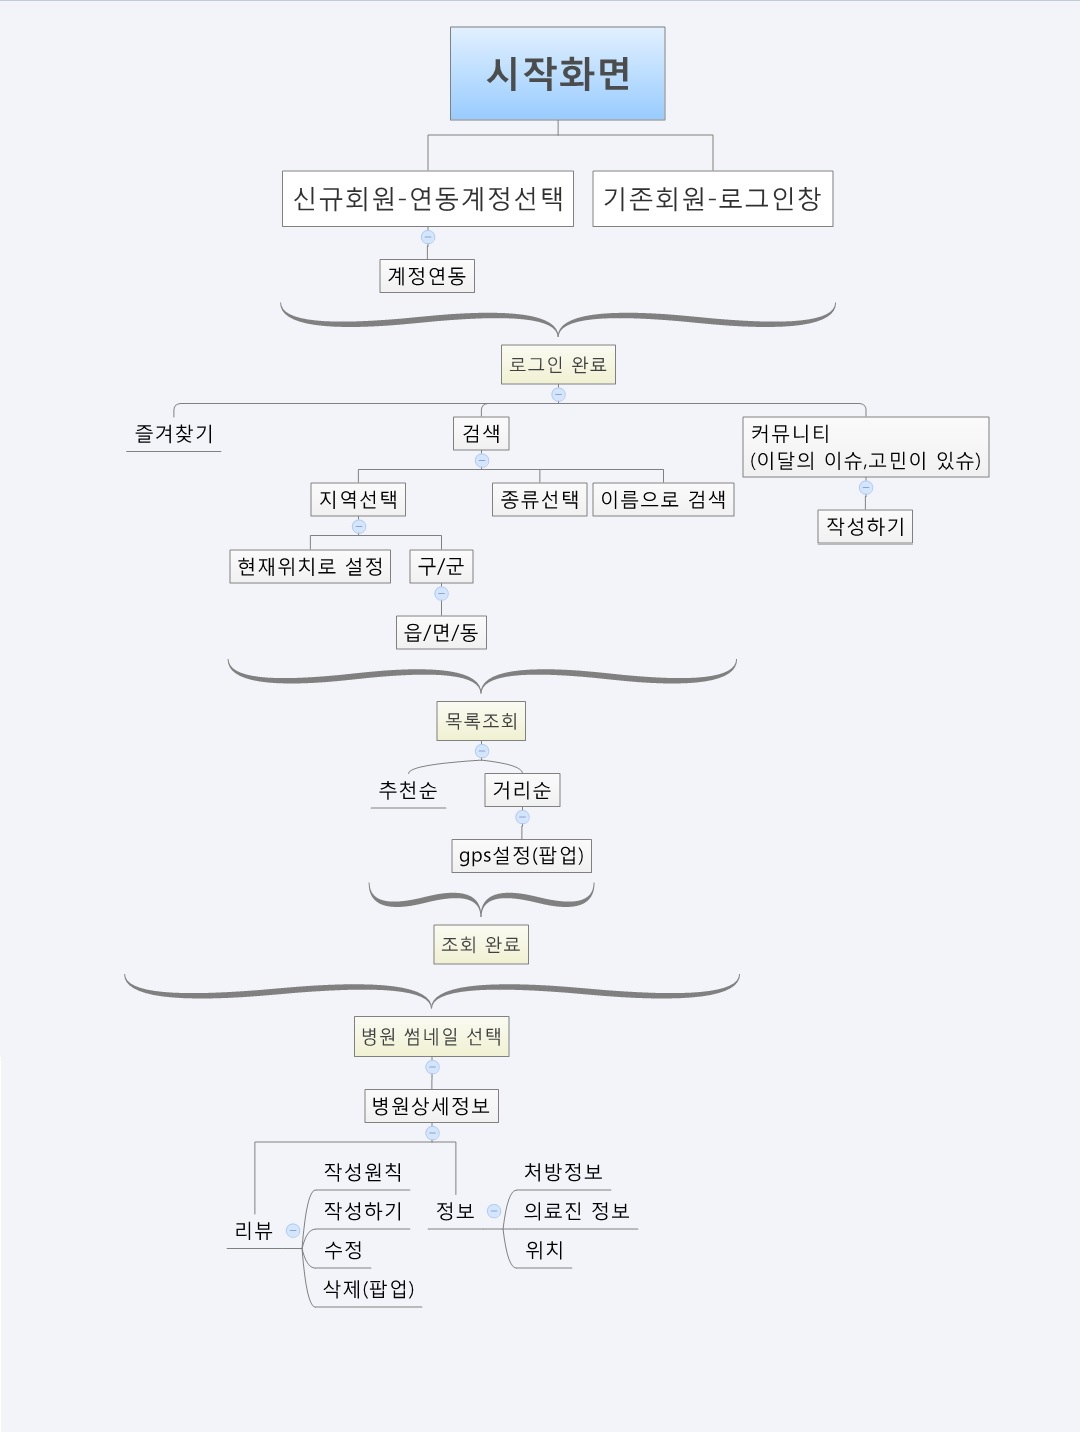 시작화면
신규회원-연동계정선택
기존회원-로그인창
계정연동
로그인 완료
즐겨찾기
검색
커뮤니티
(이달의 이슈,고민이 있슈)
지역선택
종류선택
이름으로 검색
작성하기
현재위치로 설정
구/군
읍/면/동
목록조회
추천순
거리순
gps설정(팝업)
조회 완료
병원 썸네일 선택
병원상세정보
리뷰
작성원칙
작성하기
수정
삭제(팝업)
정보
처방정보
의료진 정보
위치